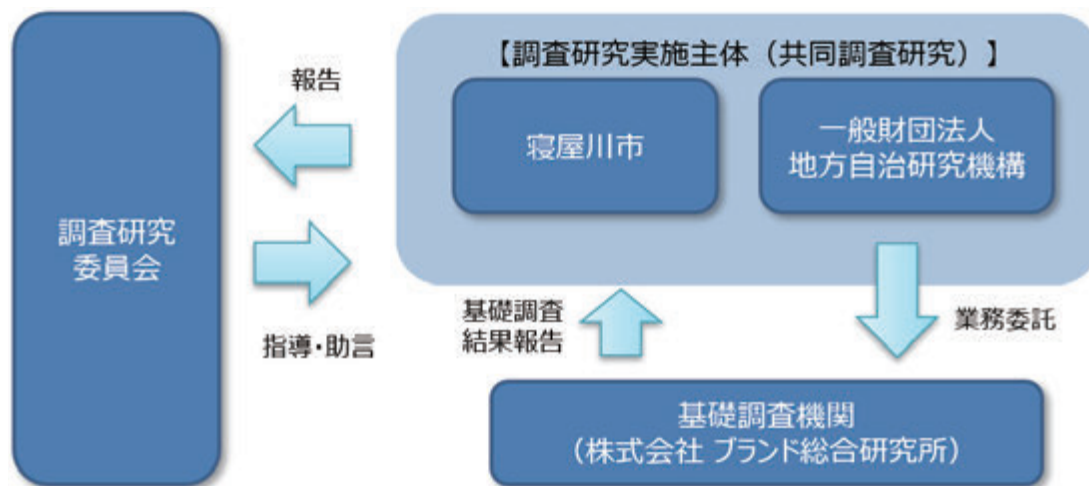 【調査研究実施主体（共同調査研究）】
報告
寝屋川市
一般財団法人
地方自治研究機構
調査研究
委員会
指導・助言
基礎調査
結果報告
業務委託
基礎調査機関
（株式会社 ブランド総合研究所）